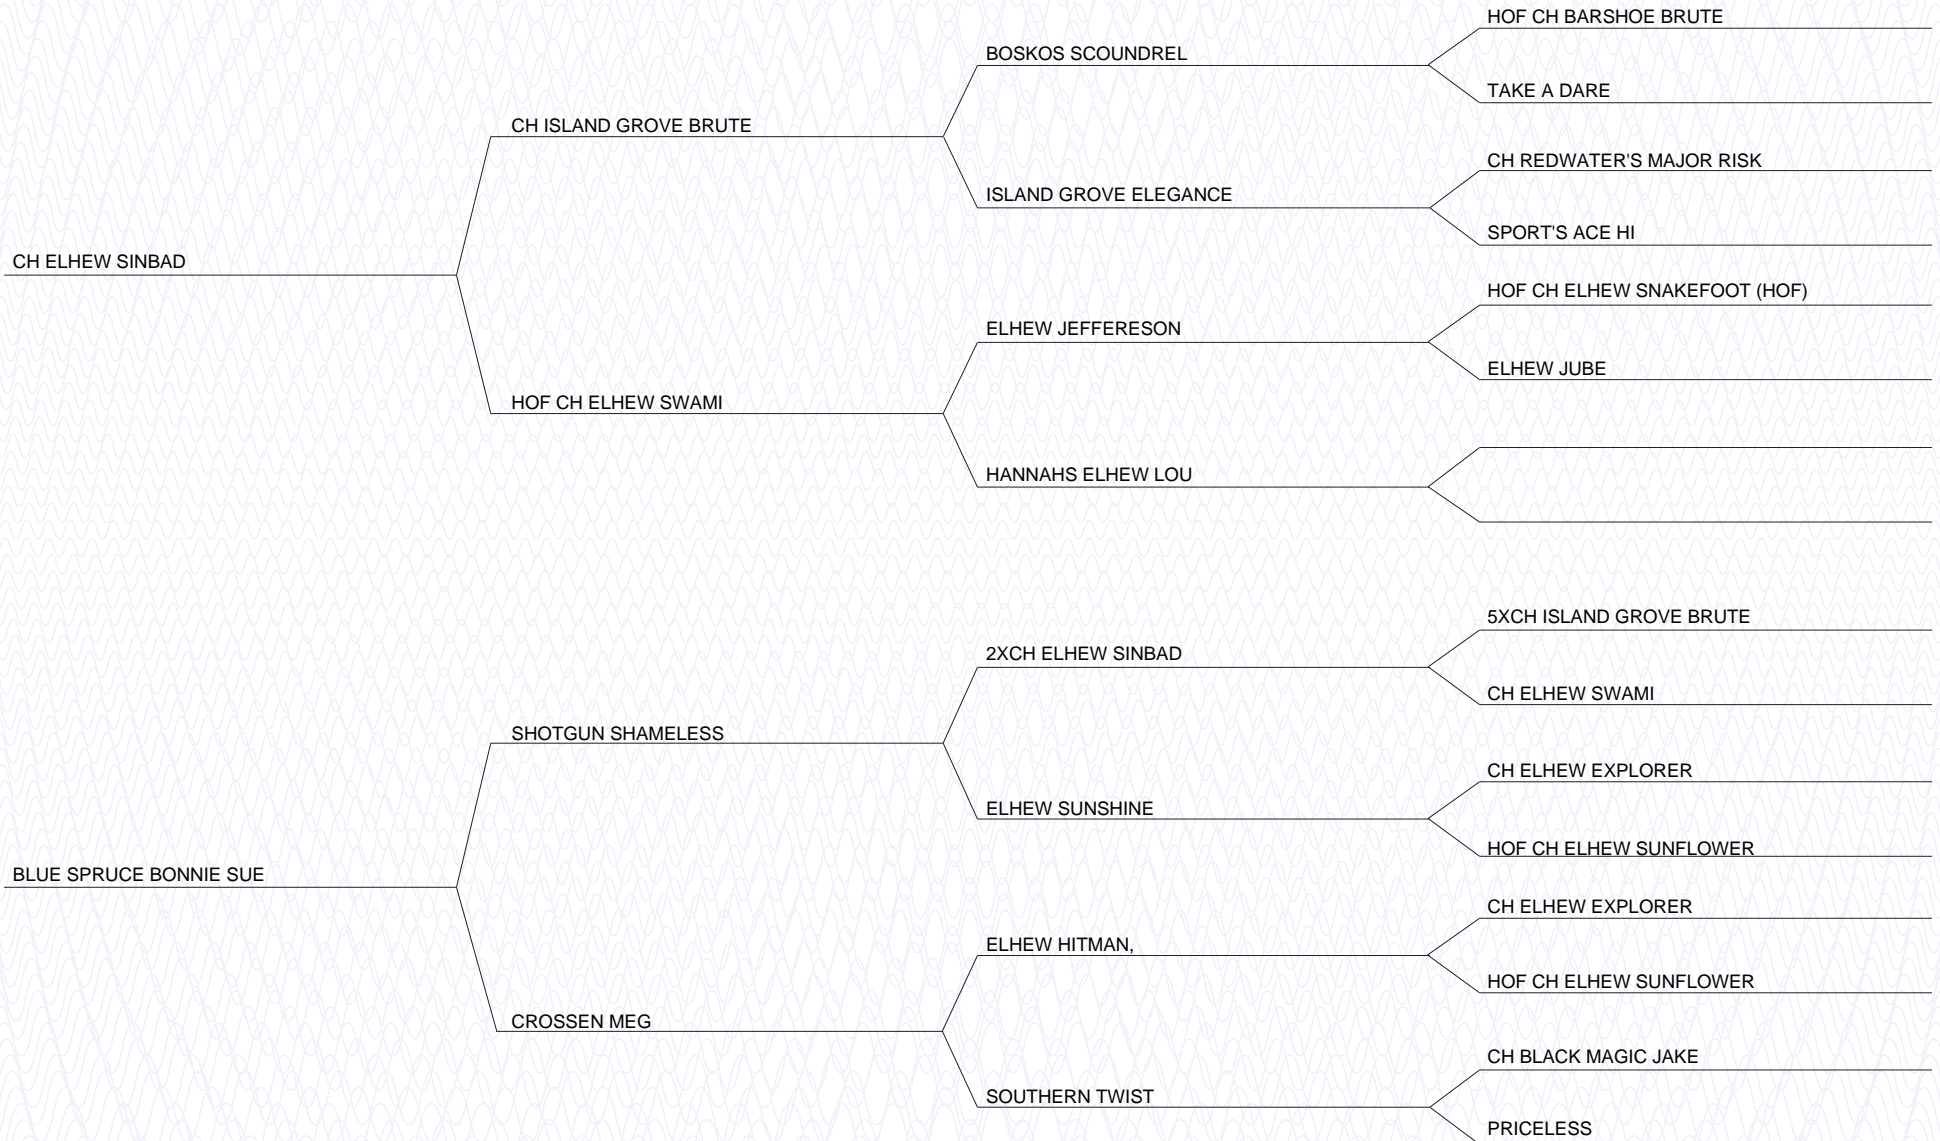 HOF CH BARSHOE BRUTE
BOSKOS SCOUNDREL
TAKE A DARE
CH ISLAND GROVE BRUTE
CH REDWATER'S MAJOR RISK
ISLAND GROVE ELEGANCE
SPORT'S ACE HI
CH ELHEW SINBAD
HOF CH ELHEW SNAKEFOOT (HOF)
ELHEW JEFFERESON
ELHEW JUBE
HOF CH ELHEW SWAMI
HANNAHS ELHEW LOU
5XCH ISLAND GROVE BRUTE
2XCH ELHEW SINBAD
CH ELHEW SWAMI
SHOTGUN SHAMELESS
CH ELHEW EXPLORER
ELHEW SUNSHINE
HOF CH ELHEW SUNFLOWER
BLUE SPRUCE BONNIE SUE
CH ELHEW EXPLORER
ELHEW HITMAN,
HOF CH ELHEW SUNFLOWER
CROSSEN MEG
CH BLACK MAGIC JAKE
SOUTHERN TWIST
PRICELESS